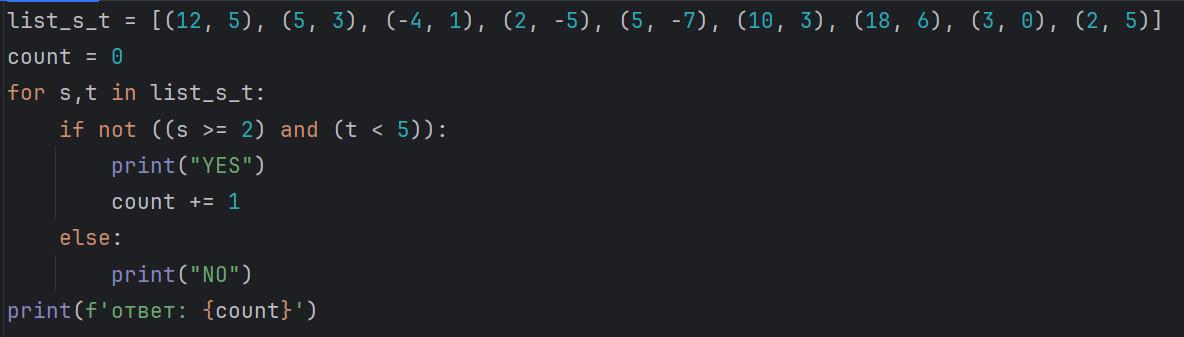 list_s_t = [(12, 5), (5, 3), (-4, 1), (2, -5), (5, -7), (10, 3), (18, 6), (3, 0), (2, 5)]
count = 0
for s,t in list_s_t:
    if not ((s >= 2) and (t < 5)):
        print("YES")
        count += 1
    else:
        print("NO")
print(f'ответ: {count}')